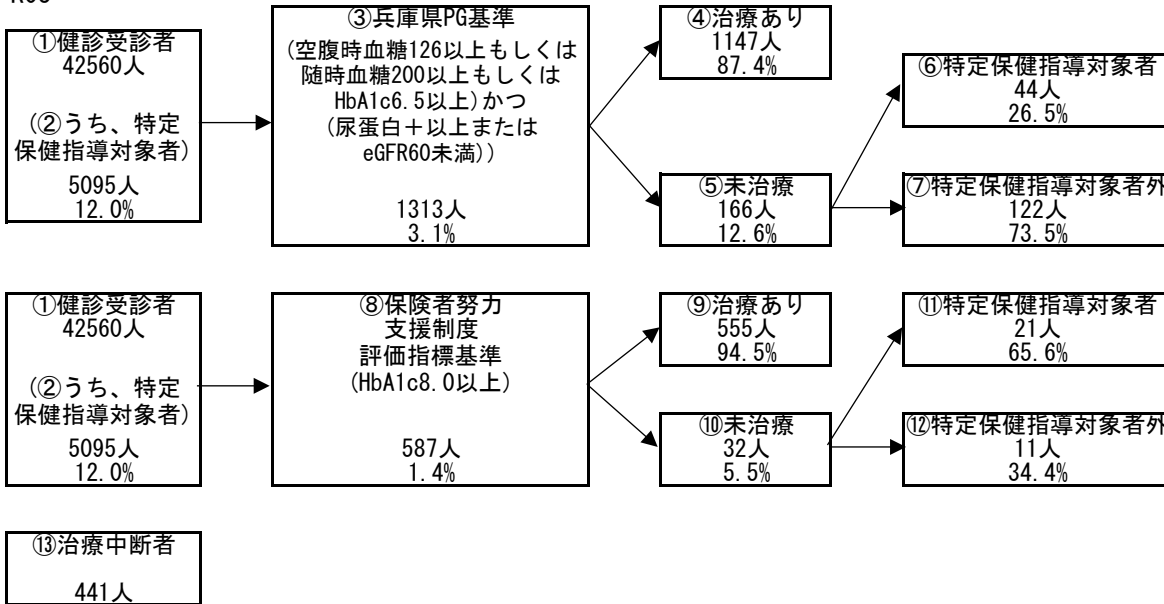 ①健診受診者
42560人
(②うち、特定
保健指導対象者)
5095人
12.0%
③兵庫県PG基準
(空腹時血糖126以上もしくは
随時血糖200以上もしくは
HbA1c6.5以上)かつ
(尿蛋白＋以上または
eGFR60未満))
1313人
3.1%
④治療あり
1147人
87.4%
⑤未治療
166人
12.6%
⑥特定保健指導対象者
44人
26.5%
⑦特定保健指導対象者外
122人
73.5%
①健診受診者
42560人
(②うち、特定
保健指導対象者)
5095人
12.0%
⑧保険者努力
支援制度
評価指標基準
(HbA1c8.0以上)
587人
1.4%
⑨治療あり
555人
94.5%
⑩未治療
32人
5.5%
⑪特定保健指導対象者
21人
65.6%
⑫特定保健指導対象者外
11人
34.4%
⑬治療中断者
441人